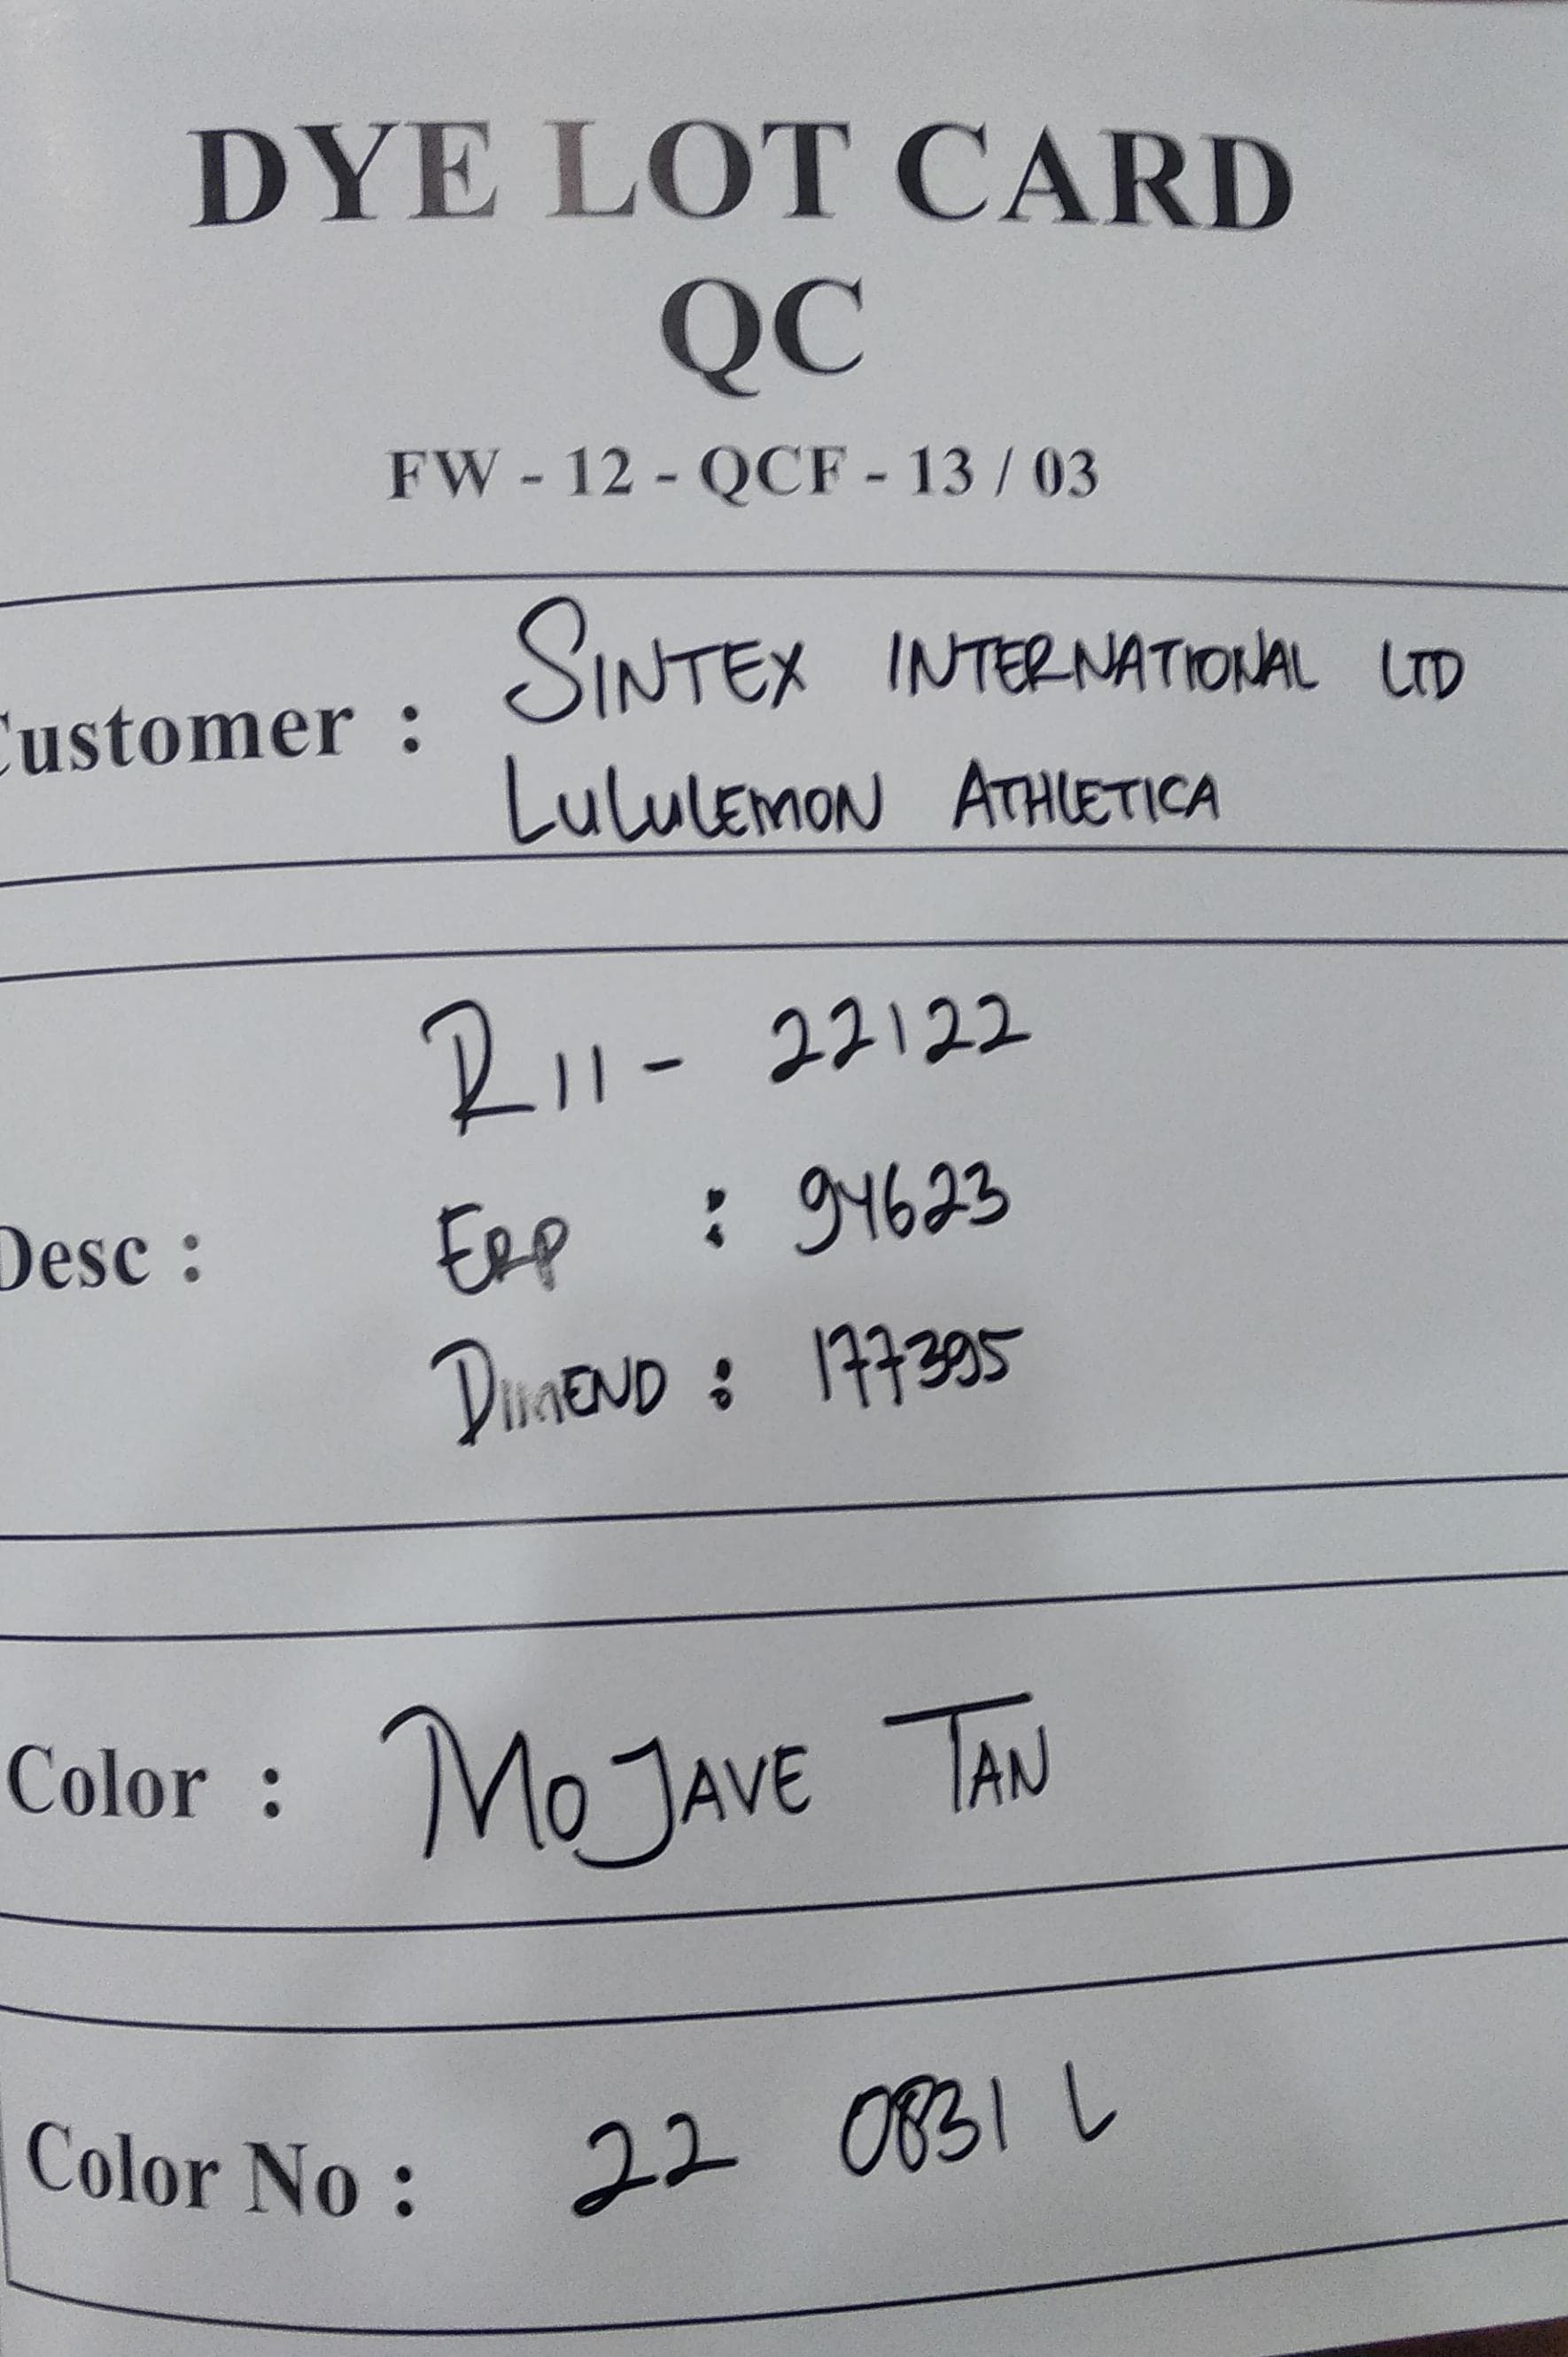 DYE LOT CARD
QC
FW - 12 - QCF - 13 / 03
Customer : SINTEX INTERNATIONAL LTD
LULULEMON ATHLETICA
R11 - 22122
Desc : ERP : 94623
DIMEND : 177395
Color : MOJAVE TAN
Color No : 22 0831 L